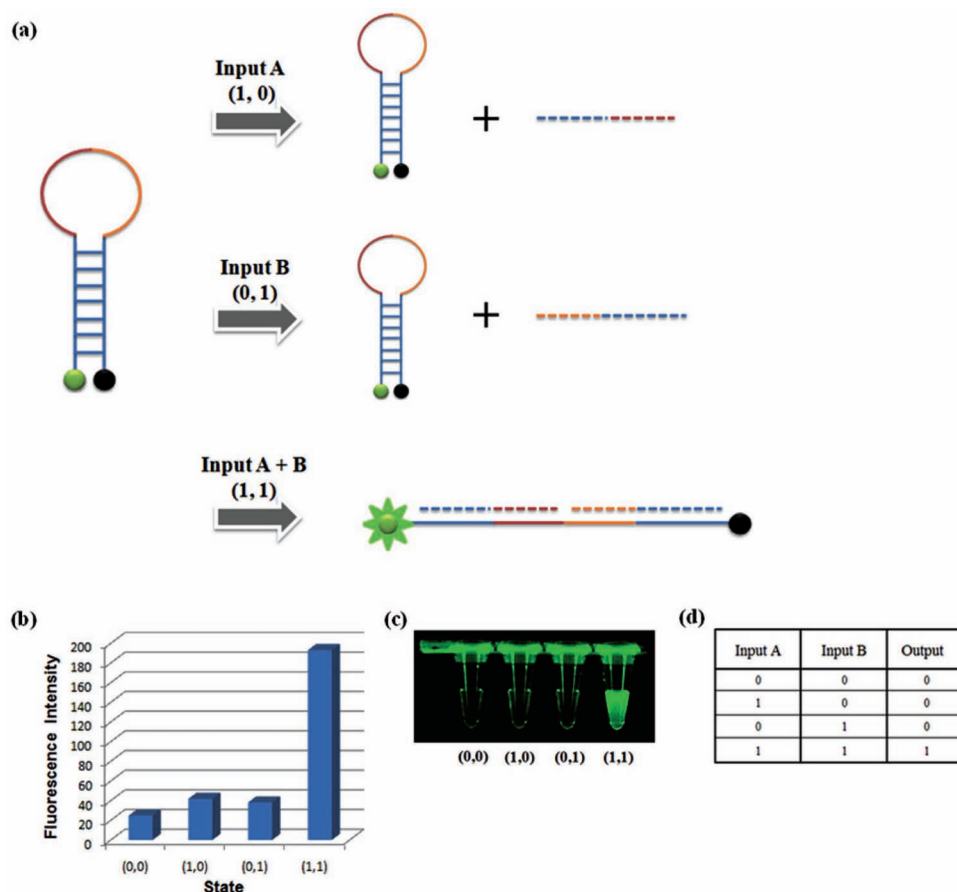 (a)
Input A
(1, 0)
+
Input B
(0, 1)
+
Input A + B
(1, 1)
(b)
Fluorescence Intensity
200
180
160
140
120
100
80
60
40
20
0
(0,0) (1,0) (0,1) (1,1)
State
(c)
(0,0) (1,0) (0,1) (1,1)
(d)
Input A Input B Output
0 0 0
1 0 0
0 1 0
1 1 1